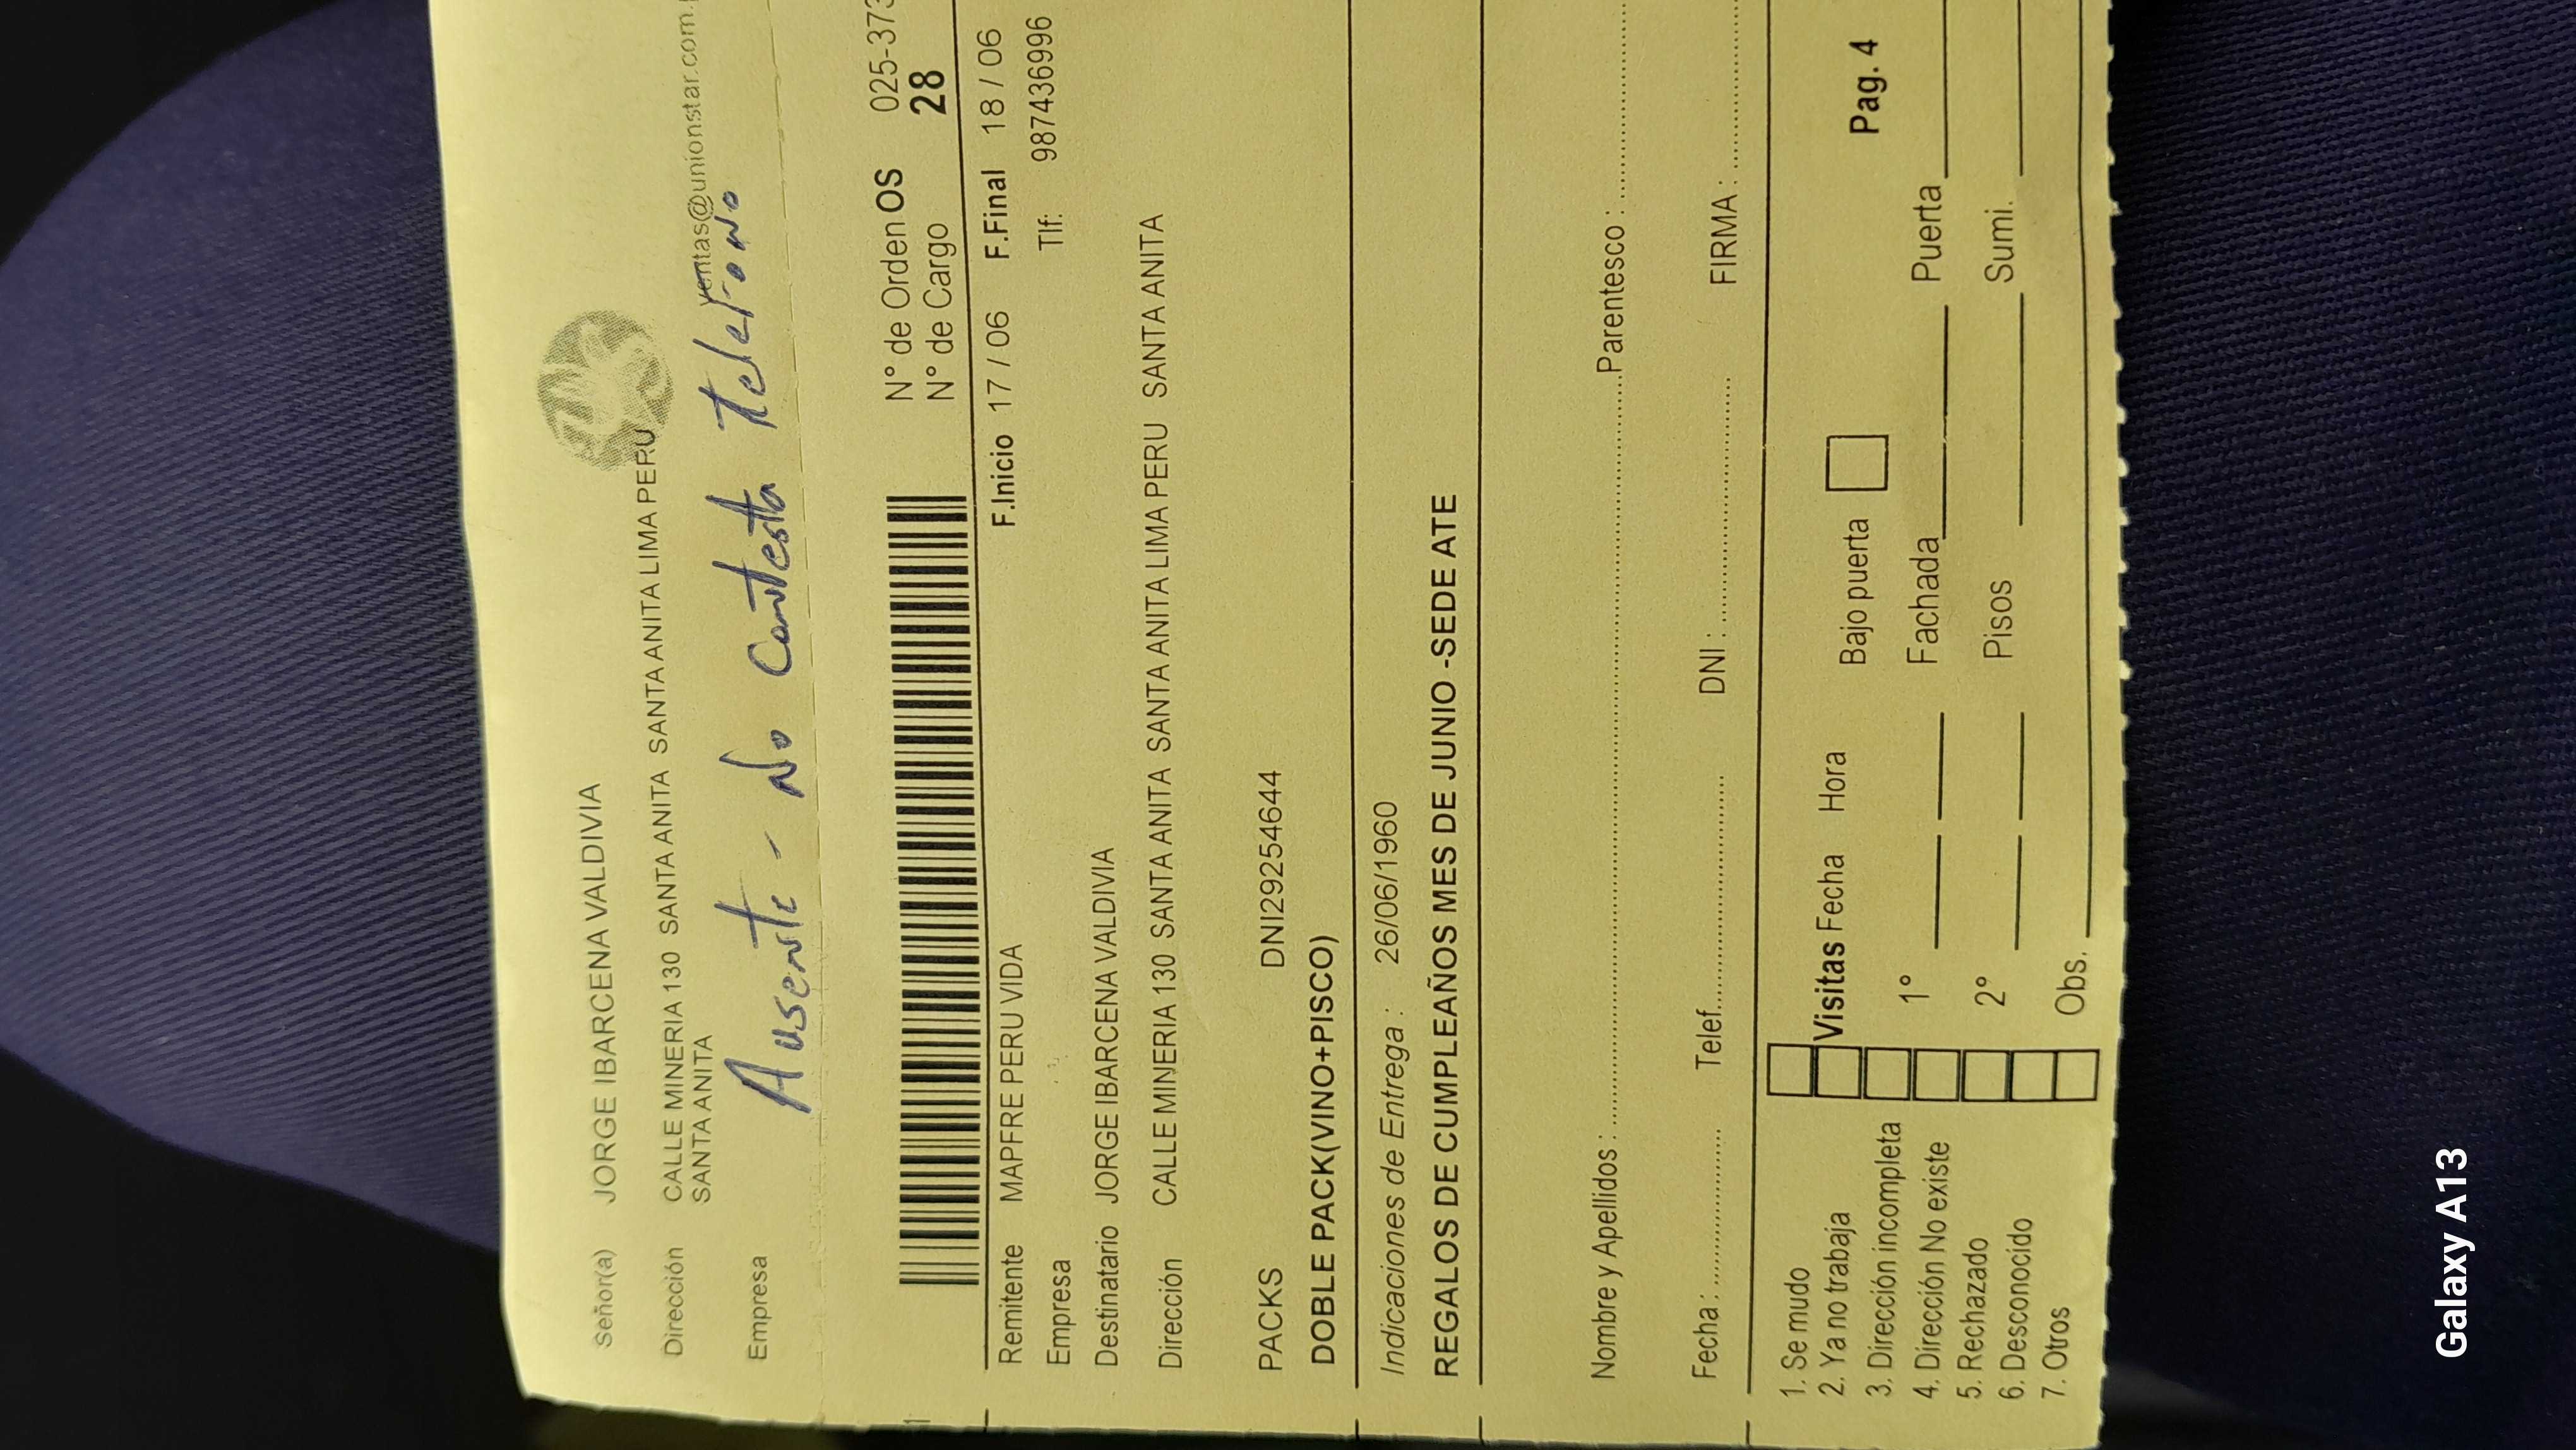 Señor(a) JORGE IBARCENA VALDIVIA
Dirección CALLE MINERIA 130 SANTA ANITA SANTA ANITA LIMA PERU
SANTA ANITA
ventas@unionstar.com.
Empresa
Ausente - No Contesta Telefono
N° de Orden OS 025-373
N° de Cargo 28
Remitente MAPFRE PERU VIDA F.Inicio 17 / 06 F.Final 18 / 06
Empresa Tlf: 987436996
Destinatario JORGE IBARCENA VALDIVIA
Dirección CALLE MINERIA 130 SANTA ANITA SANTA ANITA LIMA PERU SANTA ANITA
PACKS DNI29254644
DOBLE PACK(VINO+PISCO)
Indicaciones de Entrega : 26/06/1960
REGALOS DE CUMPLEAÑOS MES DE JUNIO -SEDE ATE
Nombre y Apellidos : Parentesco :
Fecha : Telef. DNI : FIRMA :
1. Se mudo
2. Ya no trabaja Visitas Fecha Hora Bajo puerta Pag. 4
3. Dirección incompleta
4. Dirección No existe 1° Fachada Puerta
5. Rechazado
6. Desconocido 2° Pisos Sumi.
7. Otros Obs.
Galaxy A13